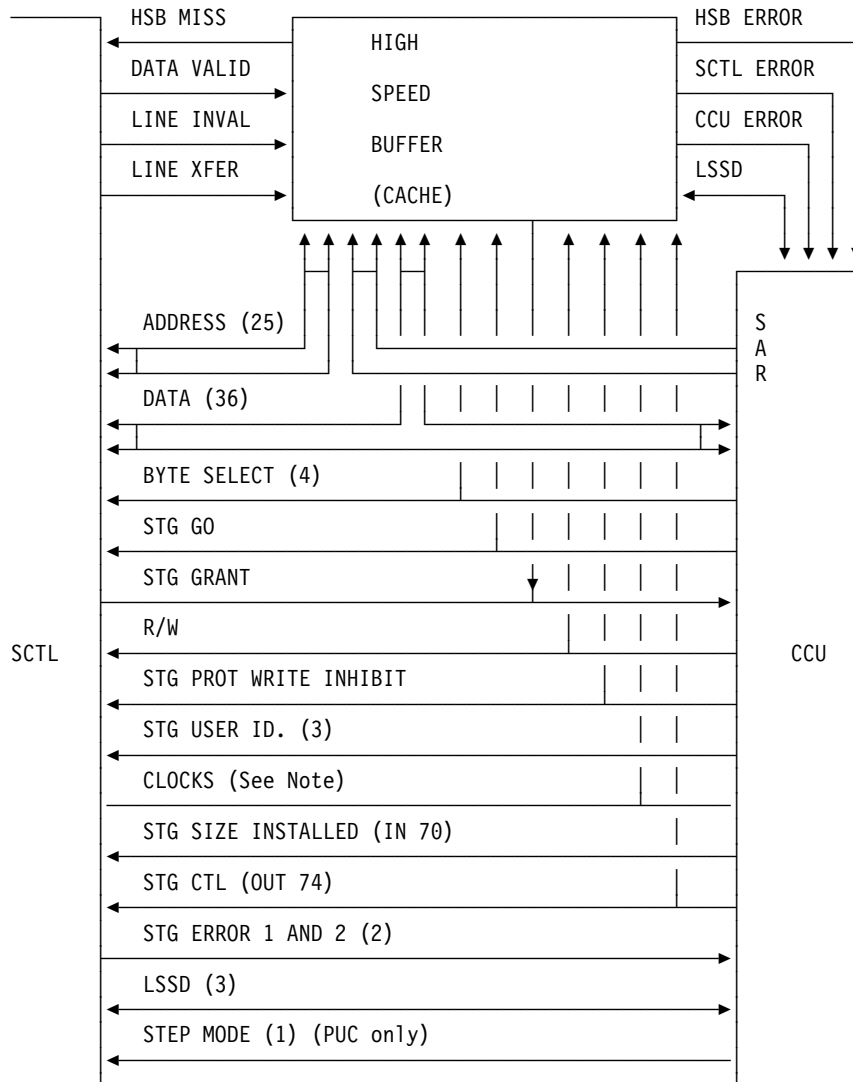 HSB MISS HSB ERROR
HIGH
DATA VALID SCTL ERROR
SPEED
LINE INVAL CCU ERROR
BUFFER
LINE XFER LSSD
(CACHE)
ADDRESS (25) S
A
R
DATA (36)
BYTE SELECT (4)
STG GO
STG GRANT
R/W
SCTL CCU
STG PROT WRITE INHIBIT
STG USER ID. (3)
CLOCKS (See Note)
STG SIZE INSTALLED (IN 70)
STG CTL (OUT 74)
STG ERROR 1 AND 2 (2)
LSSD (3)
STEP MODE (1) (PUC only)